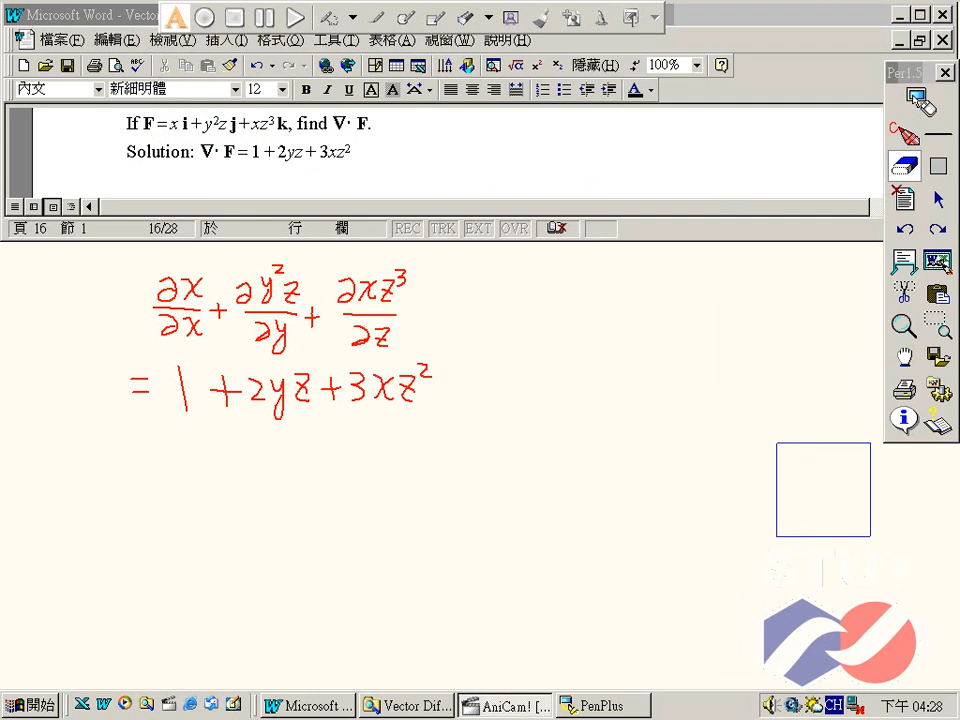 Microsoft Word - Vector
檔案(F) 編輯(E) 檢視(V) 插入(I) 格式(O) 工具(T) 表格(A) 視窗(W) 說明(H)
隱藏(H) 100%
內文 新細明體 12 B I U A A A
Per1.5
If F = x i + y²z j + xz³ k, find ∇· F.
Solution: ∇· F = 1 + 2yz + 3xz²
頁 16 節 1 16/28 於 行 欄 REC TRK EXT OVR
∂x/∂x + ∂y²z/∂y + ∂xz³/∂z
= 1 + 2yz + 3xz²
開始 Microsoft ... Vector Dif... AniCam! [... PenPlus CH 下午 04:28